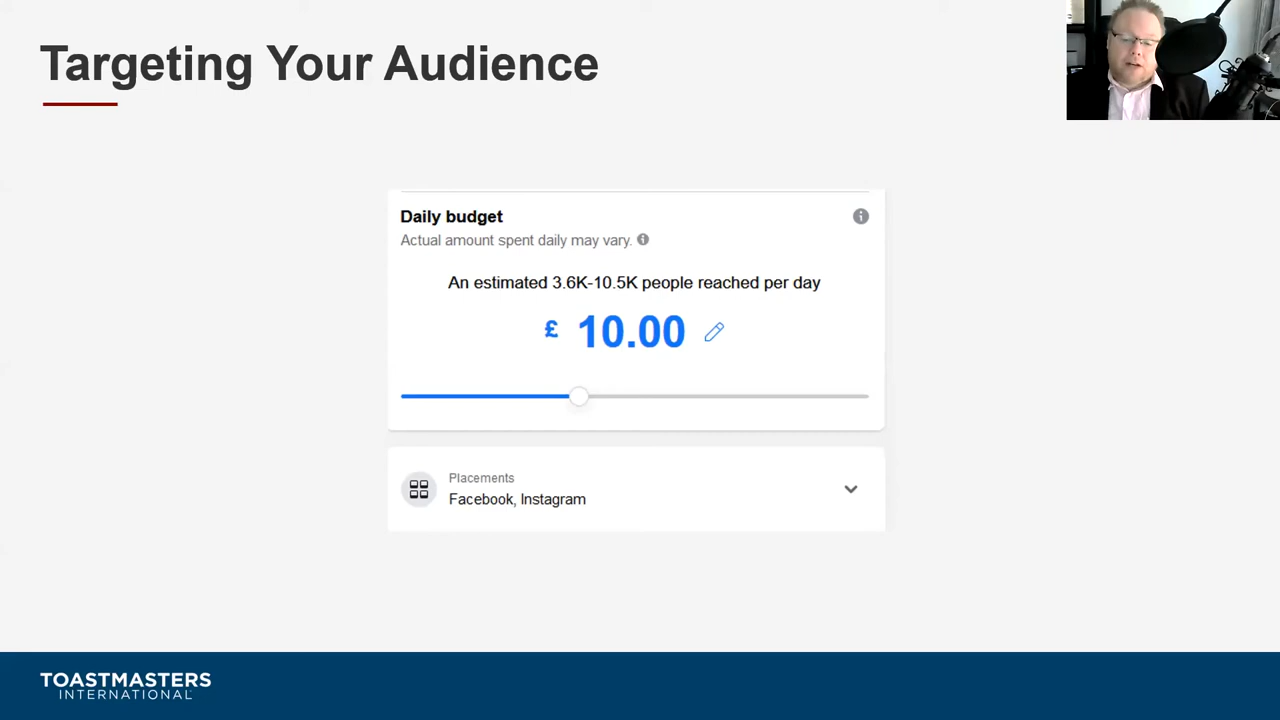 Targeting Your Audience
Daily budget
Actual amount spent daily may vary.
An estimated 3.6K-10.5K people reached per day
£ 10.00
Placements
Facebook, Instagram
TOASTMASTERS
INTERNATIONAL